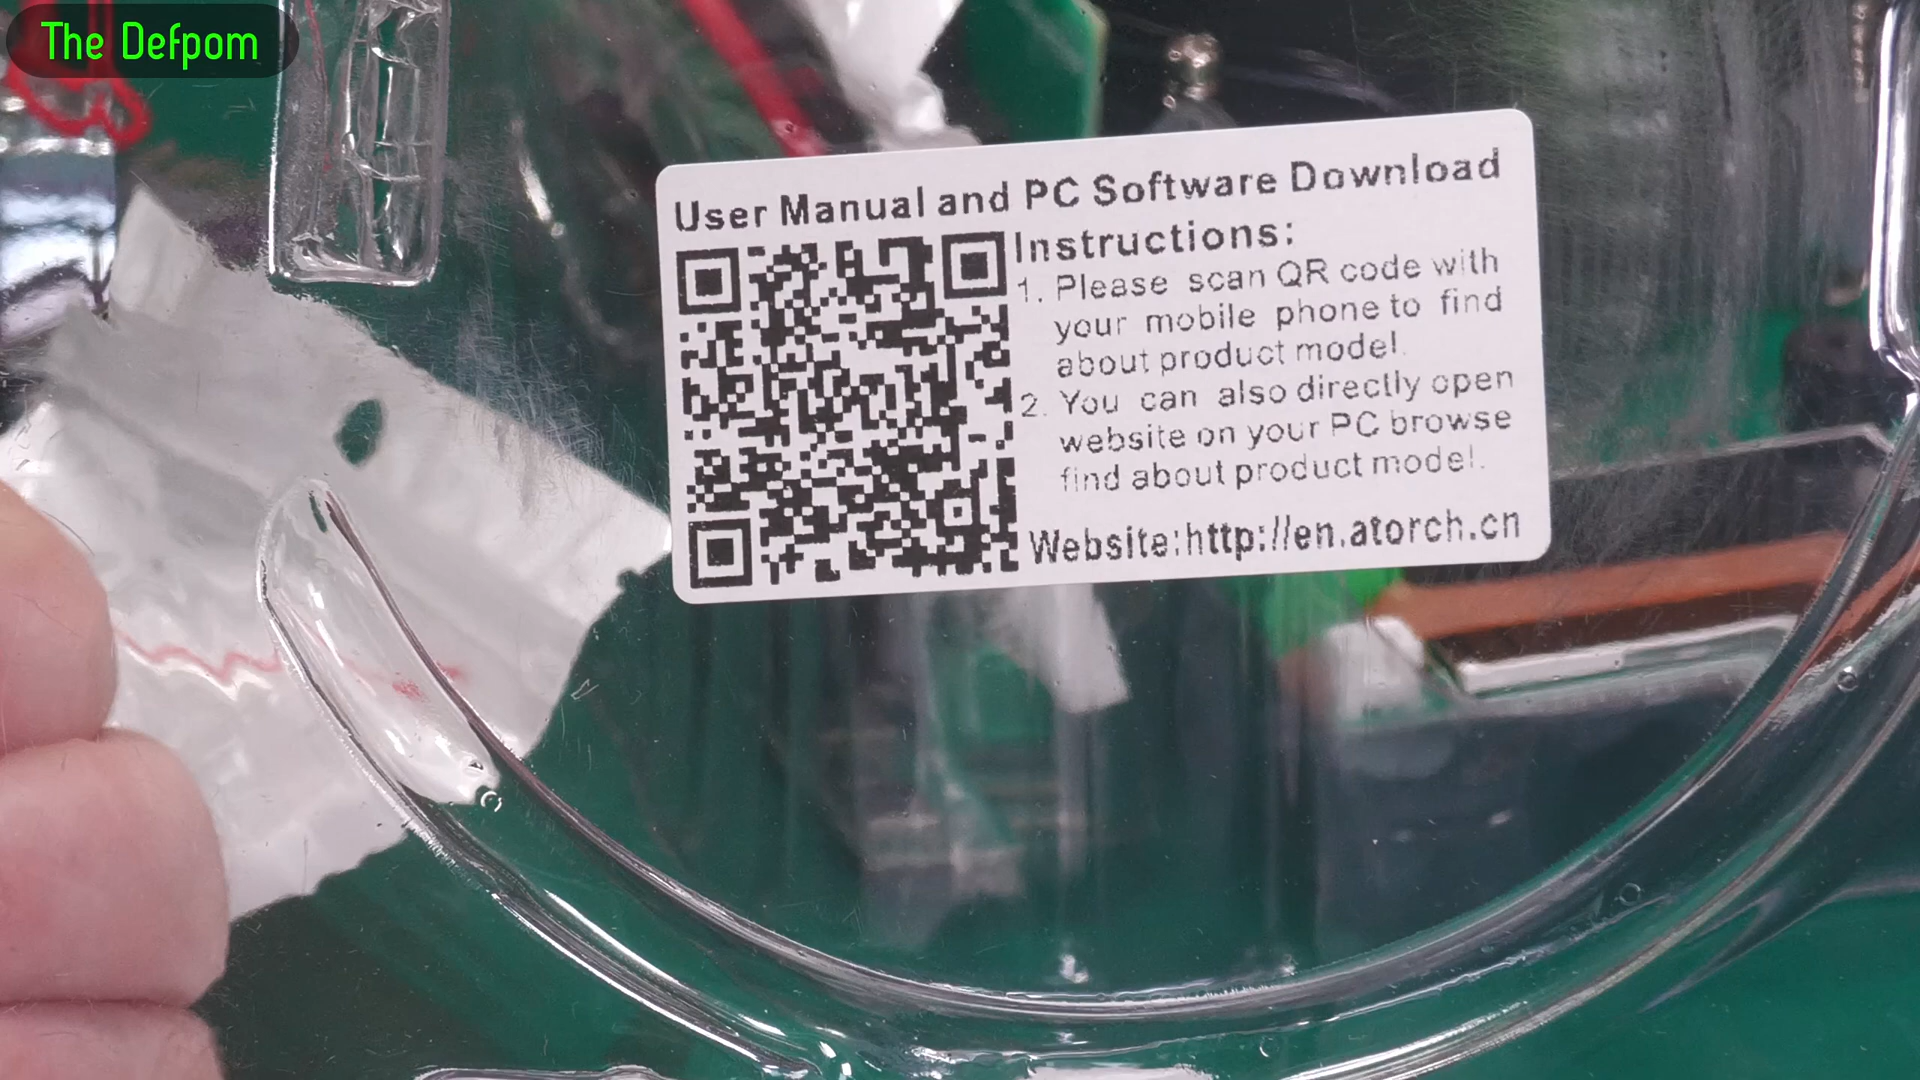 The Defpom
User Manual and PC Software Download
Instructions:
1. Please scan QR code with
your mobile phone to find
about product model.
2. You can also directly open
website on your PC browse
find about product model.
Website:http://en.atorch.cn